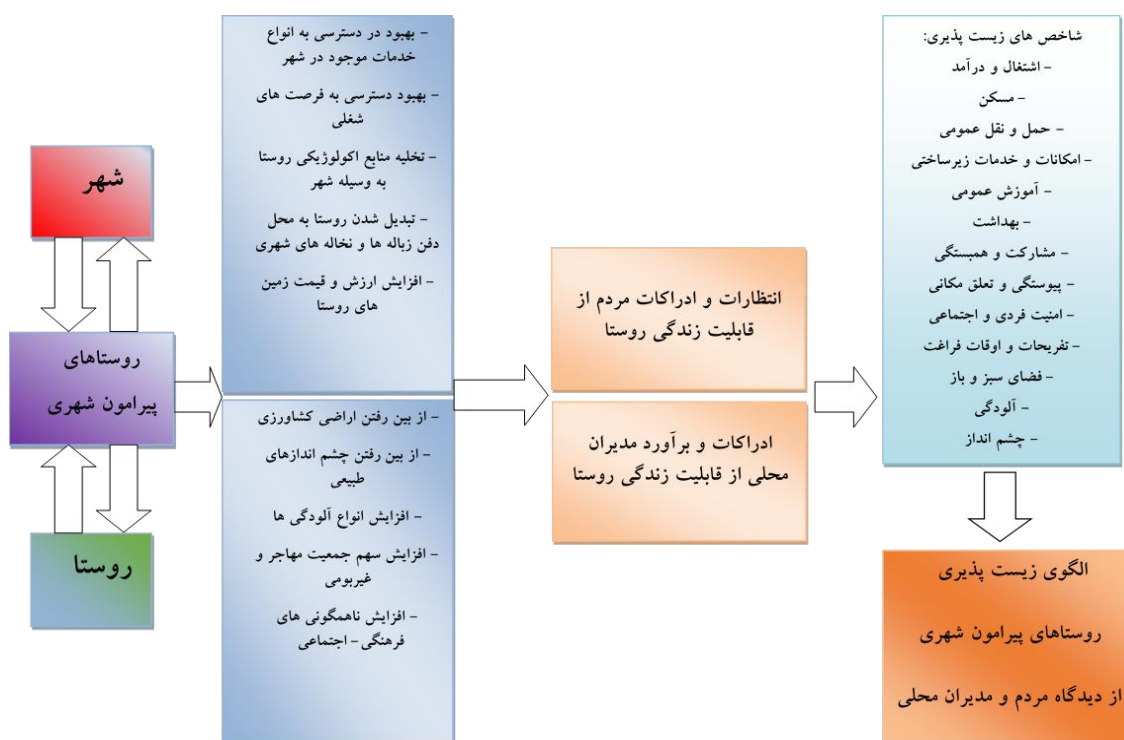 شهر
روستاهای
پیرامون شهری
روستا
- بهبود در دسترسی به انواع
خدمات موجود در شهر
- بهبود دسترسی به فرصت های
شغلی
- تخلیه منابع اکولوژیکی روستا
به وسیله شهر
- تبدیل شدن روستا به محل
دفن زباله ها و نخاله های شهری
- افزایش ارزش و قیمت زمین
های روستا
- از بین رفتن اراضی کشاورزی
- از بین رفتن چشم اندازهای
طبیعی
- افزایش انواع آلودگی ها
- افزایش سهم جمعیت مهاجر و
غیربومی
- افزایش ناهمگونی های
فرهنگی- اجتماعی
انتظارات و ادراکات مردم از
قابلیت زندگی روستا
ادراکات و برآورد مدیران
محلی از قابلیت زندگی روستا
شاخص های زیست پذیری:
- اشتغال و درآمد
- مسکن
- حمل و نقل عمومی
- امکانات و خدمات زیرساختی
- آموزش عمومی
- بهداشت
- مشارکت و همبستگی
- پیوستگی و تعلق مکانی
- امنیت فردی و اجتماعی
- تفریحات و اوقات فراغت
- فضای سبز و باز
- آلودگی
- چشم انداز
الگوی زیست پذیری
روستاهای پیرامون شهری
از دیدگاه مردم و مدیران محلی